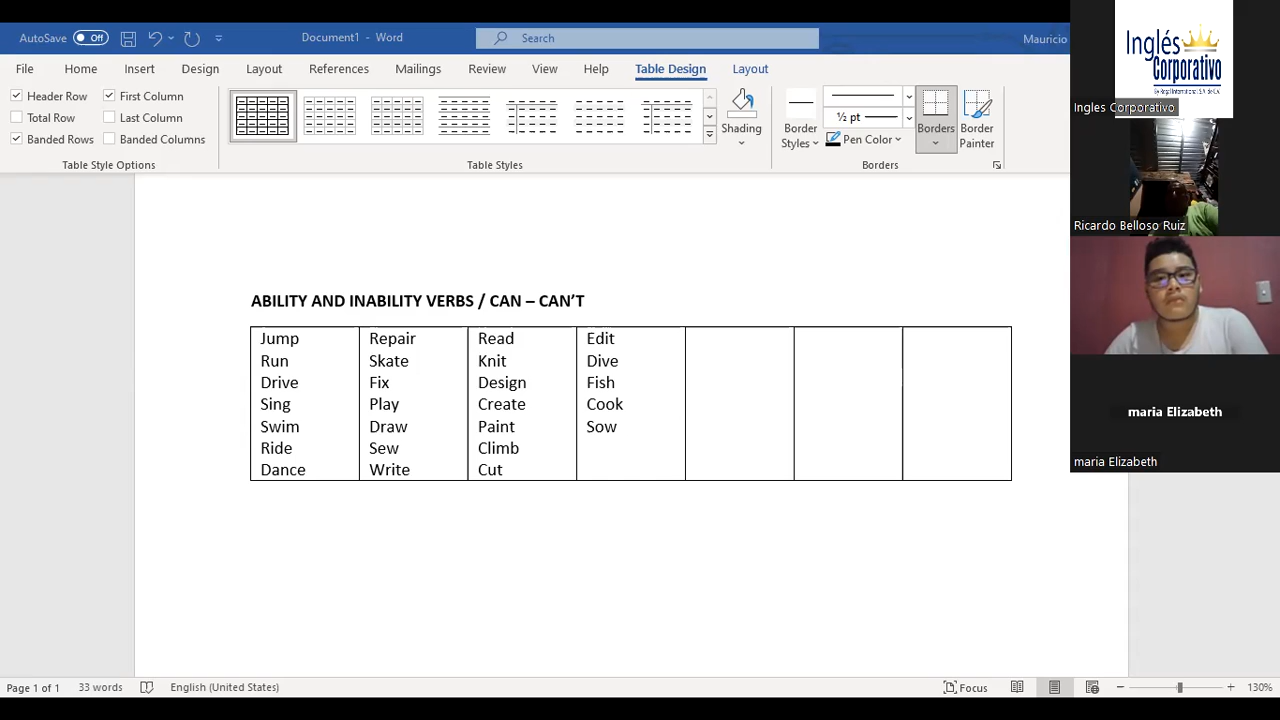 AutoSave Off Document1 - Word Search Mauricio
File Home Insert Design Layout References Mailings Review View Help Table Design Layout
Header Row First Column
Total Row Last Column
Banded Rows Banded Columns
Table Style Options
Table Styles
Shading
Border Styles
½ pt
Pen Color
Borders
Border Painter
Borders
Inglés
Corporativo
Ingles Corporativo
Ricardo Belloso Ruiz
maria Elizabeth
maria Elizabeth
ABILITY AND INABILITY VERBS / CAN – CAN'T
Jump Repair Read Edit
Run Skate Knit Dive
Drive Fix Design Fish
Sing Play Create Cook
Swim Draw Paint Sow
Ride Sew Climb
Dance Write Cut
Page 1 of 1 33 words English (United States) Focus 130%